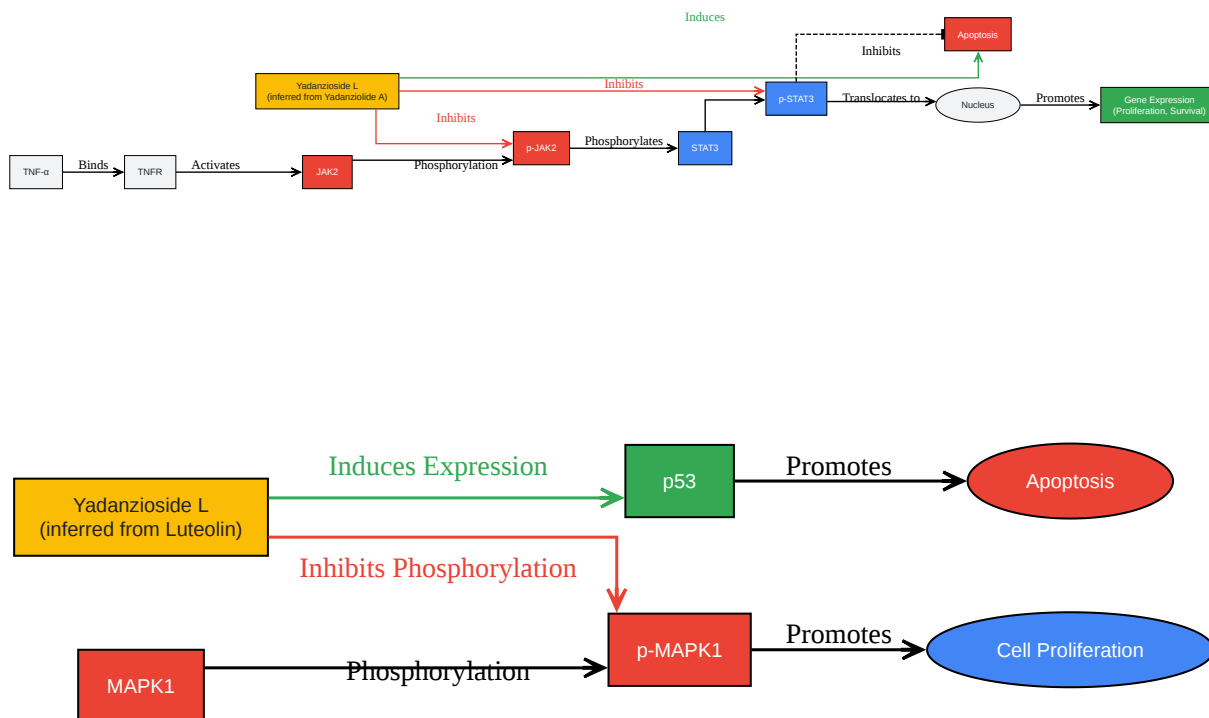 Induces
Apoptosis
Inhibits
Yadanzioside L
(inferred from Yadanziolide A)
Inhibits
p-STAT3
Translocates to
Nucleus
Promotes
Gene Expression
(Proliferation, Survival)
Inhibits
p-JAK2
Phosphorylates
STAT3
TNF-α
Binds
TNFR
Activates
JAK2
Phosphorylation
Induces Expression
p53
Promotes
Apoptosis
Yadanzioside L
(inferred from Luteolin)
Inhibits Phosphorylation
p-MAPK1
Promotes
Cell Proliferation
MAPK1
Phosphorylation